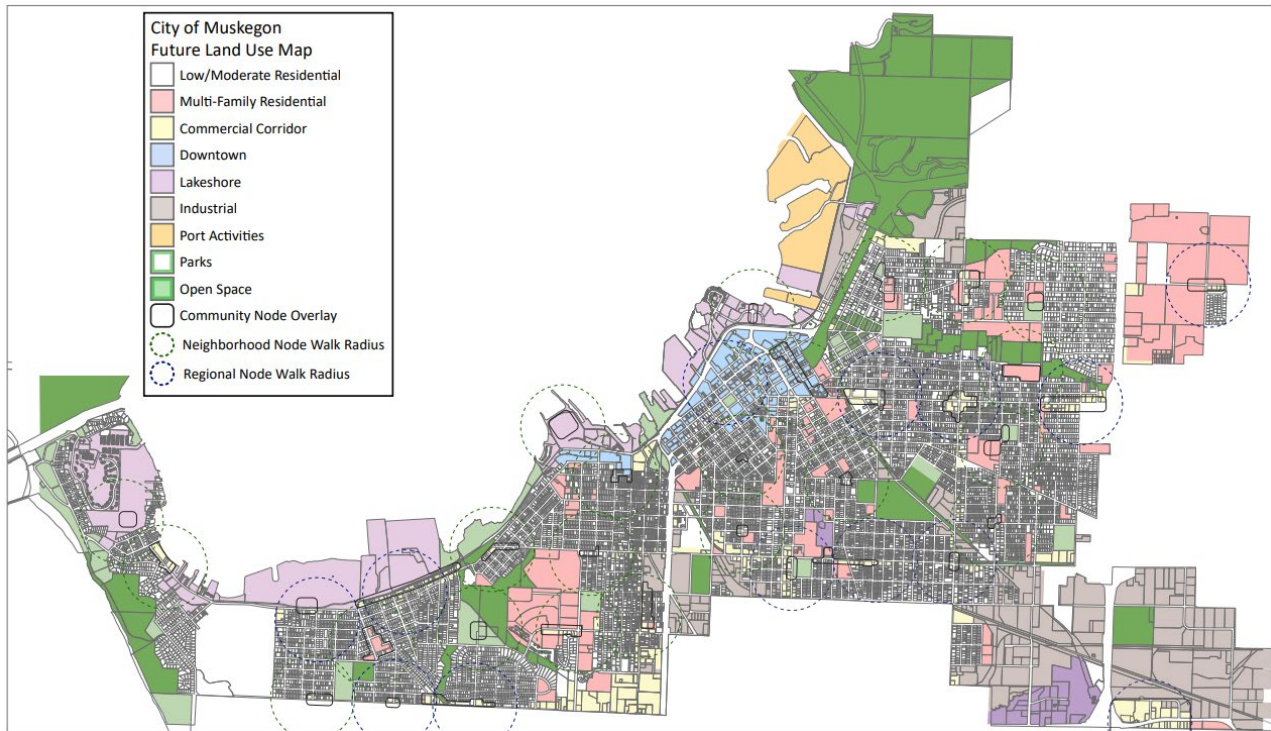 City of Muskegon
Future Land Use Map
Low/Moderate Residential
Multi-Family Residential
Commercial Corridor
Downtown
Lakeshore
Industrial
Port Activities
Parks
Open Space
Community Node Overlay
Neighborhood Node Walk Radius
Regional Node Walk Radius